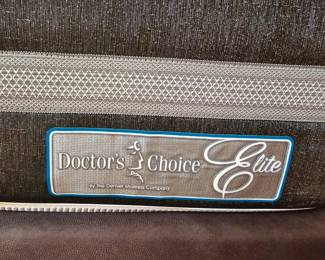 Doctor's Choice Elite
By The Denver Mattress Company